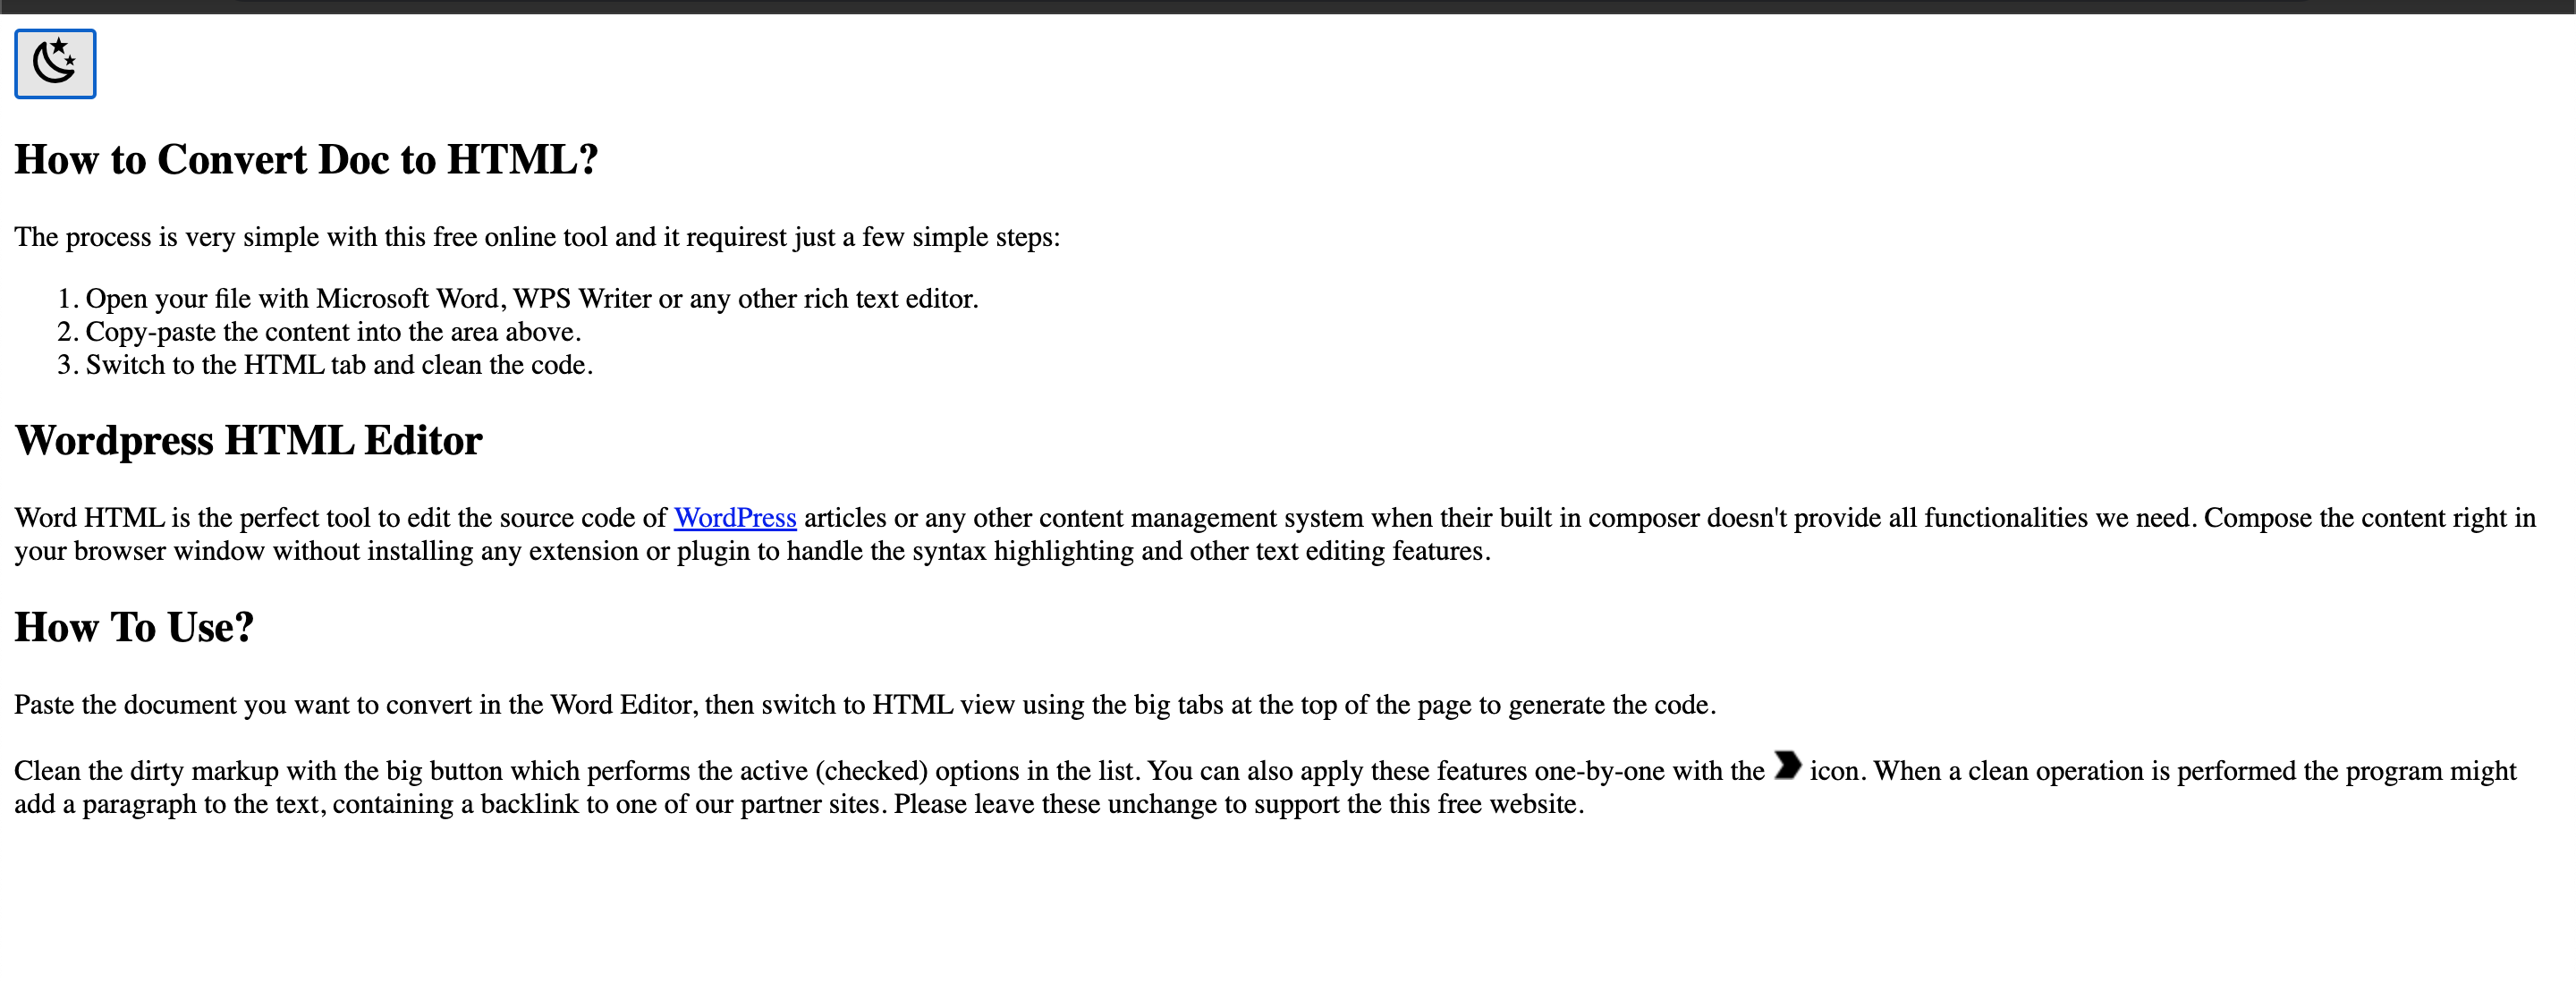 How to Convert Doc to HTML?
The process is very simple with this free online tool and it requirest just a few simple steps:
1. Open your file with Microsoft Word, WPS Writer or any other rich text editor.
2. Copy-paste the content into the area above.
3. Switch to the HTML tab and clean the code.
Wordpress HTML Editor
Word HTML is the perfect tool to edit the source code of WordPress articles or any other content management system when their built in composer doesn't provide all functionalities we need. Compose the content right in
your browser window without installing any extension or plugin to handle the syntax highlighting and other text editing features.
How To Use?
Paste the document you want to convert in the Word Editor, then switch to HTML view using the big tabs at the top of the page to generate the code.
Clean the dirty markup with the big button which performs the active (checked) options in the list. You can also apply these features one-by-one with the icon. When a clean operation is performed the program might
add a paragraph to the text, containing a backlink to one of our partner sites. Please leave these unchange to support the this free website.